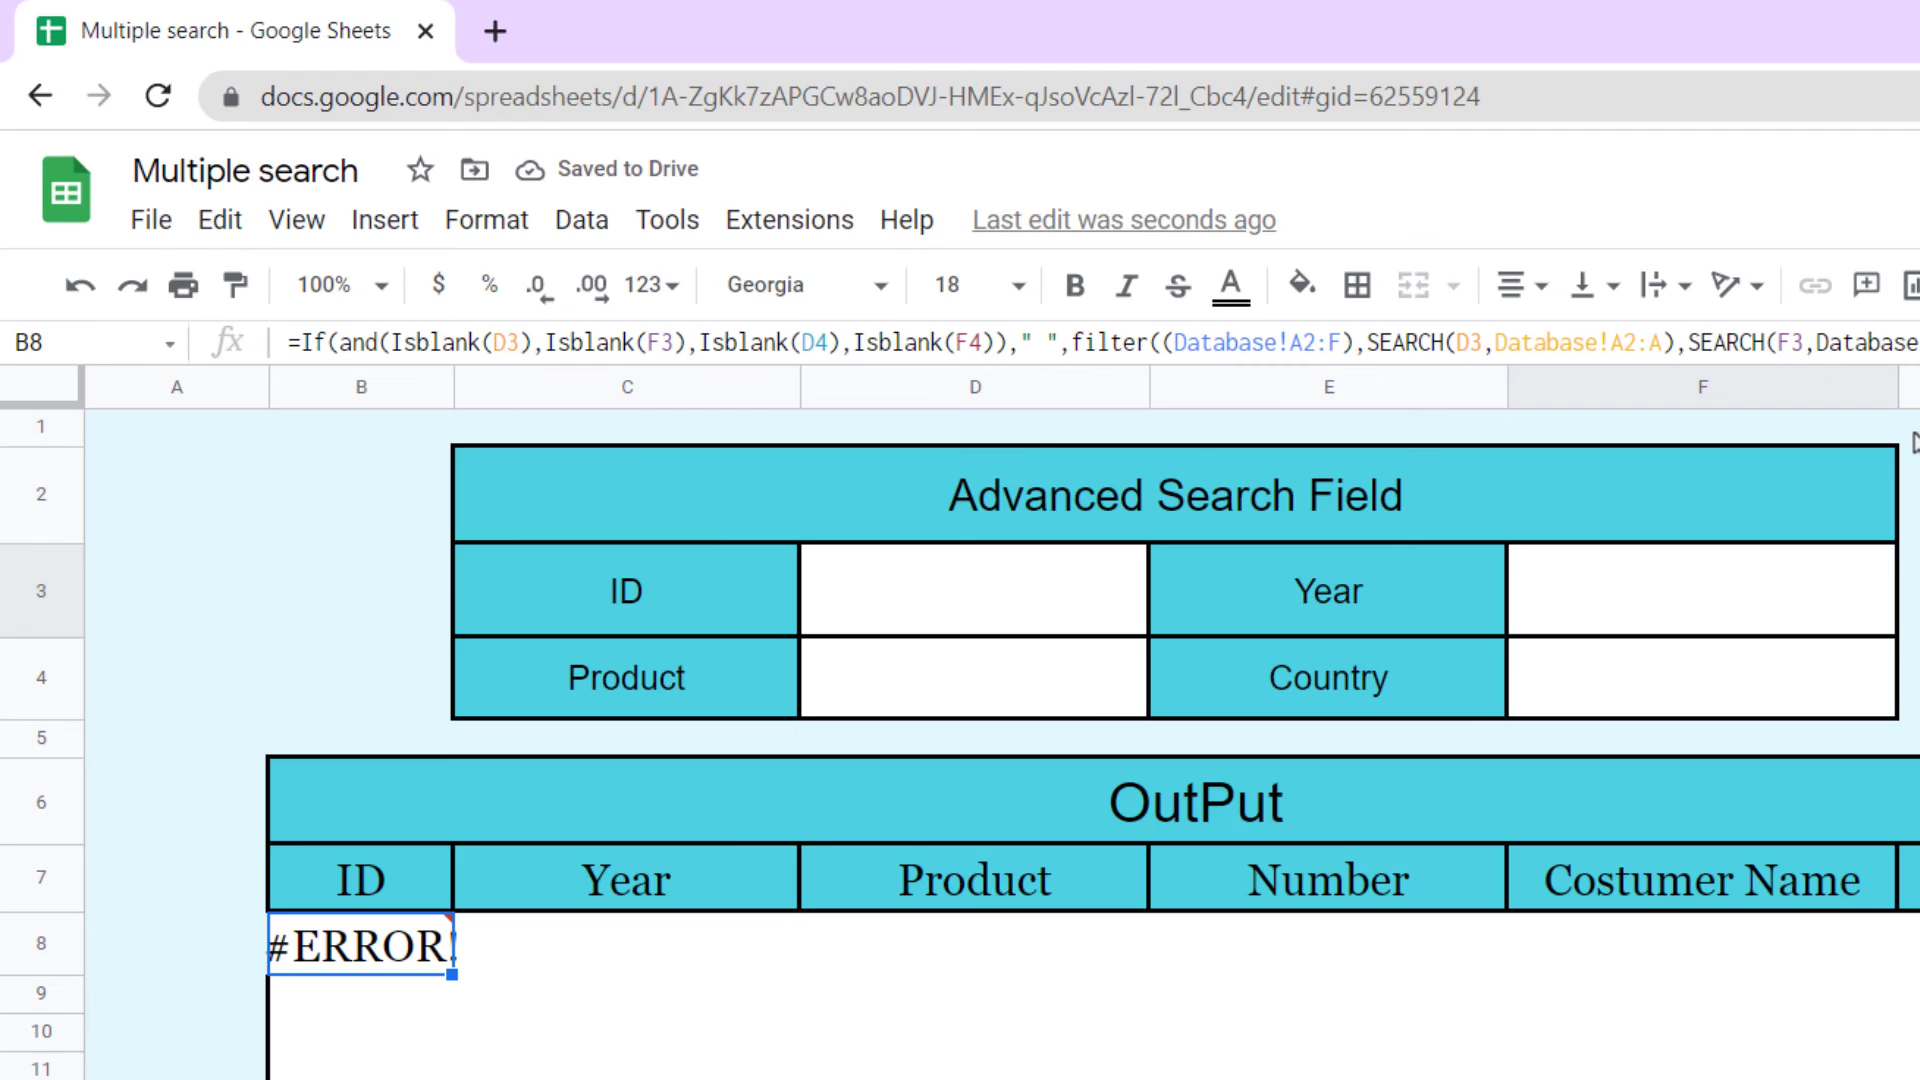 Multiple search - Google Sheets
docs.google.com/spreadsheets/d/1A-ZgKk7zAPGCw8aoDVJ-HMEx-qJsoVcAzl-72l_Cbc4/edit#gid=62559124
Multiple search Saved to Drive
File Edit View Insert Format Data Tools Extensions Help Last edit was seconds ago
100% $ % .0 .00 123 Georgia 18 B I S A
B8 fx =If(and(Isblank(D3),Isblank(F3),Isblank(D4),Isblank(F4))," ",filter((Database!A2:F),SEARCH(D3,Database!A2:A),SEARCH(F3,Database
A B C D E F
1
2 Advanced Search Field
3 ID Year
4 Product Country
5
6 OutPut
7 ID Year Product Number Costumer Name
8 #ERROR!
9
10
11